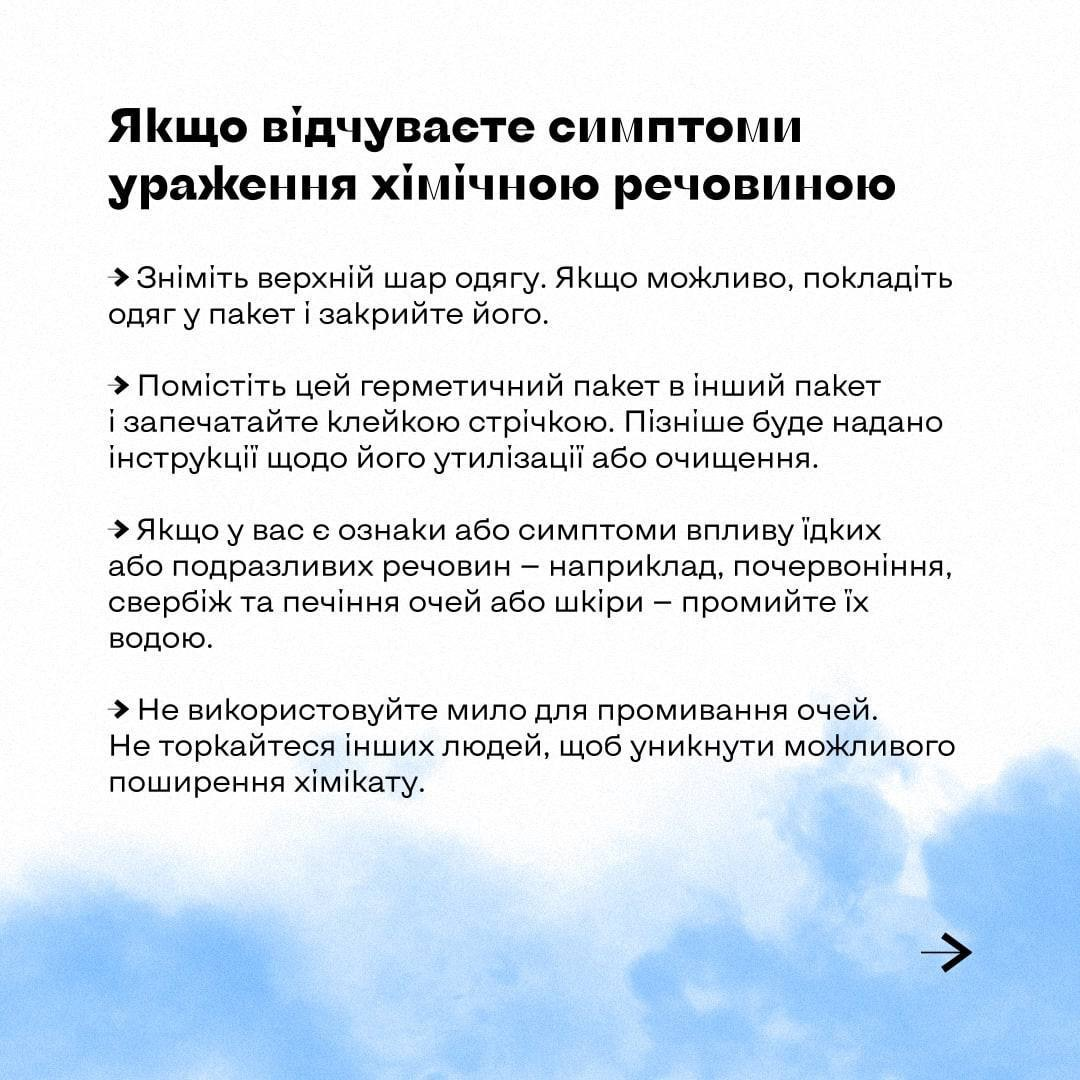 Якщо відчуваєте симптоми
ураження хімічною речовиною
→ Зніміть верхній шар одягу. Якщо можливо, покладіть
одяг у пакет і закрийте його.
→ Помістіть цей герметичний пакет в інший пакет
і запечатайте клейкою стрічкою. Пізніше буде надано
інструкції щодо його утилізації або очищення.
→ Якщо у вас є ознаки або симптоми впливу їдких
або подразливих речовин – наприклад, почервоніння,
свербіж та печіння очей або шкіри – промийте їх
водою.
→ Не використовуйте мило для промивання очей.
Не торкайтеся інших людей, щоб уникнути можливого
поширення хімікату.
→